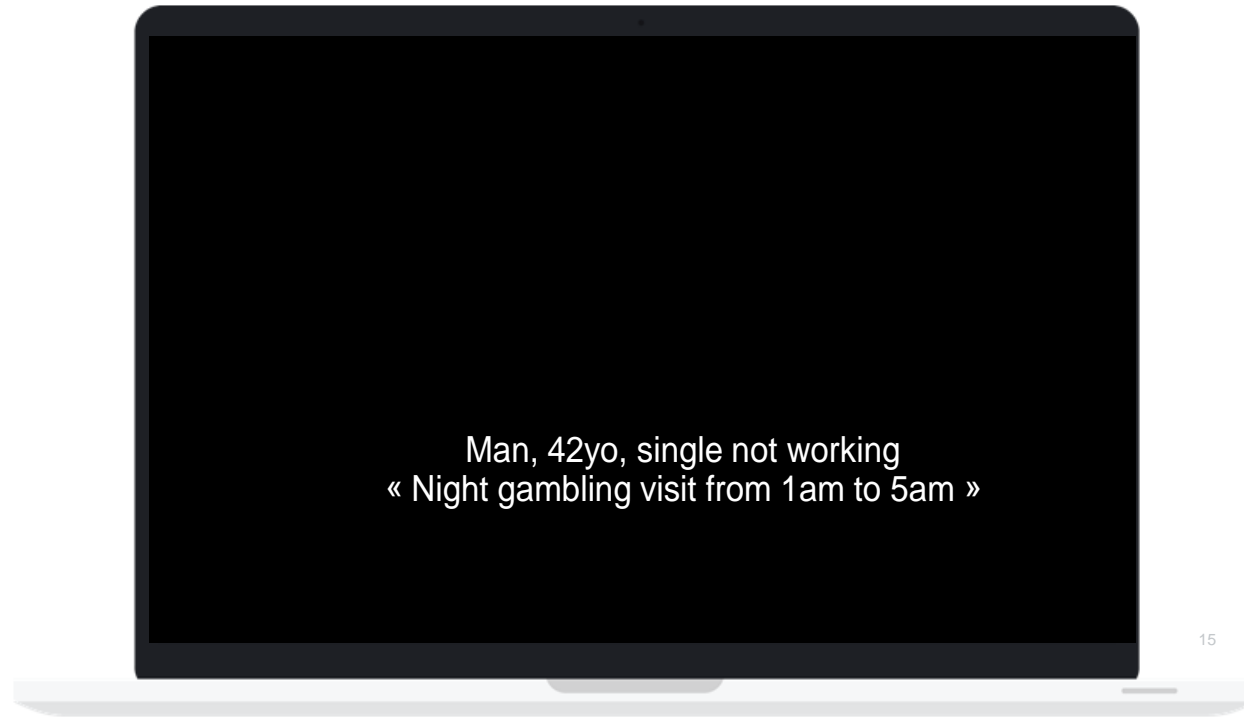 Man, 42yo, single not working
« Night gambling visit from 1am to 5am »
15